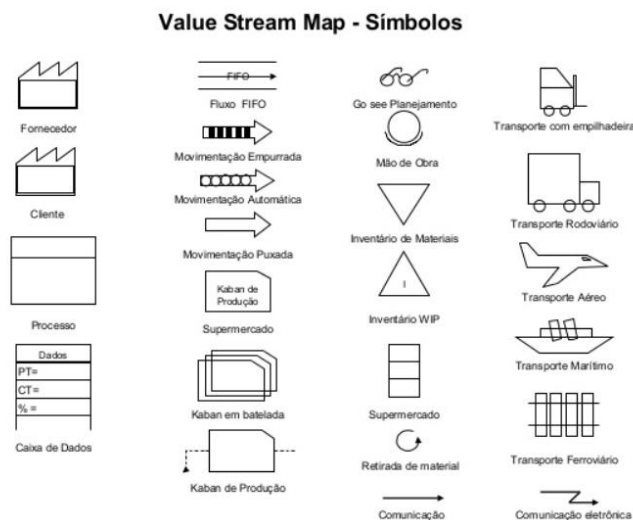 Value Stream Map - Símbolos
Fornecedor
Cliente
Processo
Dados
PT=
CT=
% =
Caixa de Dados
FIFO
Fluxo FIFO
Movimentação Empurrada
Movimentação Automática
Movimentação Puxada
Kaban de
Produção
Supermercado
Kaban em batelada
Kaban de Produção
Go see Planejamento
Mão de Obra
Inventário de Materiais
I
Inventário WIP
Supermercado
Retirada de material
Comunicação
Transporte com empilhadeira
Transporte Rodoviário
Transporte Aéreo
Transporte Marítimo
Transporte Ferroviário
Comunicação eletrônica